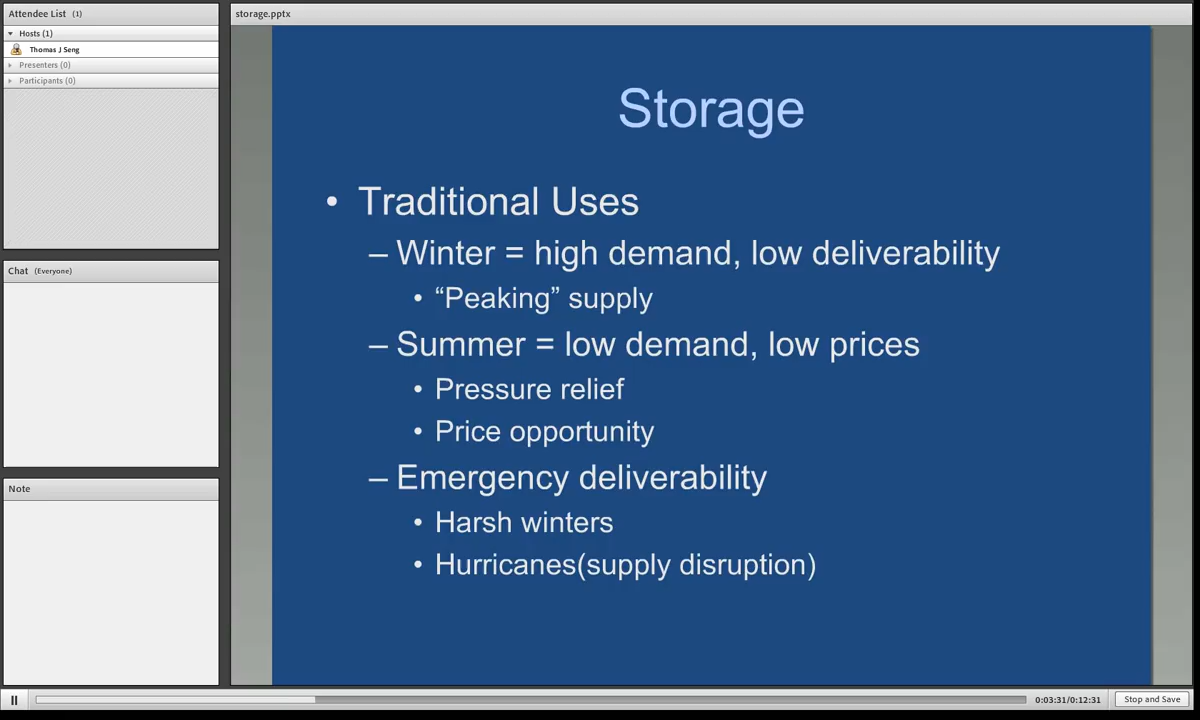 Attendee List (1)
Hosts (1)
Thomas J Seng
Presenters (0)
Participants (0)
Chat (Everyone)
Note
storage.pptx
Storage
• Traditional Uses
– Winter = high demand, low deliverability
• “Peaking” supply
– Summer = low demand, low prices
• Pressure relief
• Price opportunity
– Emergency deliverability
• Harsh winters
• Hurricanes(supply disruption)
0:03:31/0:12:31
Stop and Save